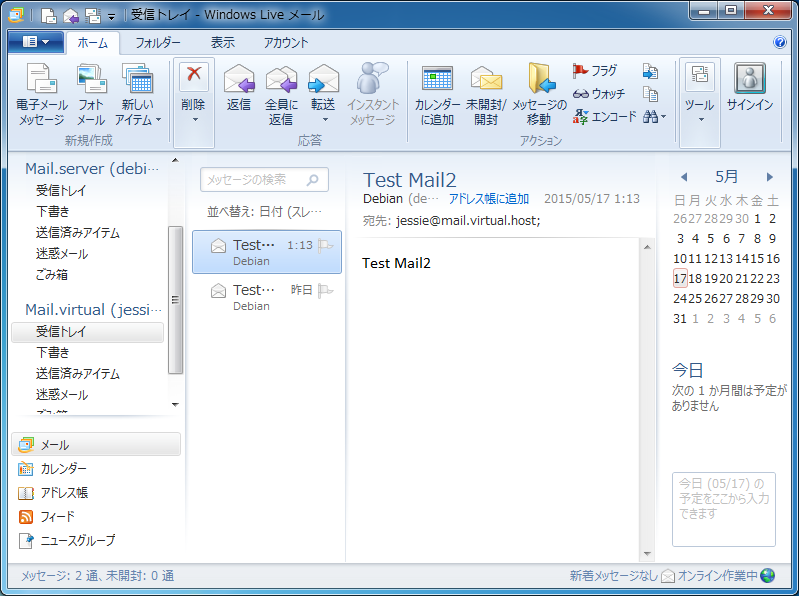 受信トレイ - Windows Live メール
ホーム フォルダー 表示 アカウント
電子メール メッセージ
フォト メール
新しい アイテム
新規作成
削除
返信
全員に 返信
転送
インスタント メッセージ
応答
カレンダー に追加
未開封/ 開封
メッセージの 移動
フラグ
ウォッチ
エンコード
アクション
ツール
サインイン
Mail.server (debi…
受信トレイ
下書き
送信済みアイテム
迷惑メール
ごみ箱
Mail.virtual (jessi…
受信トレイ
下書き
送信済みアイテム
迷惑メール
ごみ箱
メール
カレンダー
アドレス帳
フィード
ニュースグループ
メッセージの検索
並べ替え: 日付 (スレ…
Test… 1:13
Debian
Test… 昨日
Debian
Test Mail2
Debian (de… アドレス帳に追加 2015/05/17 1:13
宛先: jessie@mail.virtual.host;
Test Mail2
5月
日 月 火 水 木 金 土
26 27 28 29 30 1 2
3 4 5 6 7 8 9
10 11 12 13 14 15 16
17 18 19 20 21 22 23
24 25 26 27 28 29 30
31 1 2 3 4 5 6
今日
次の 1 か月間は予定が
ありません
今日 (05/17) の
予定をここから入力
できます
メッセージ: 2 通、未開封: 0 通
新着メッセージなし オンライン作業中